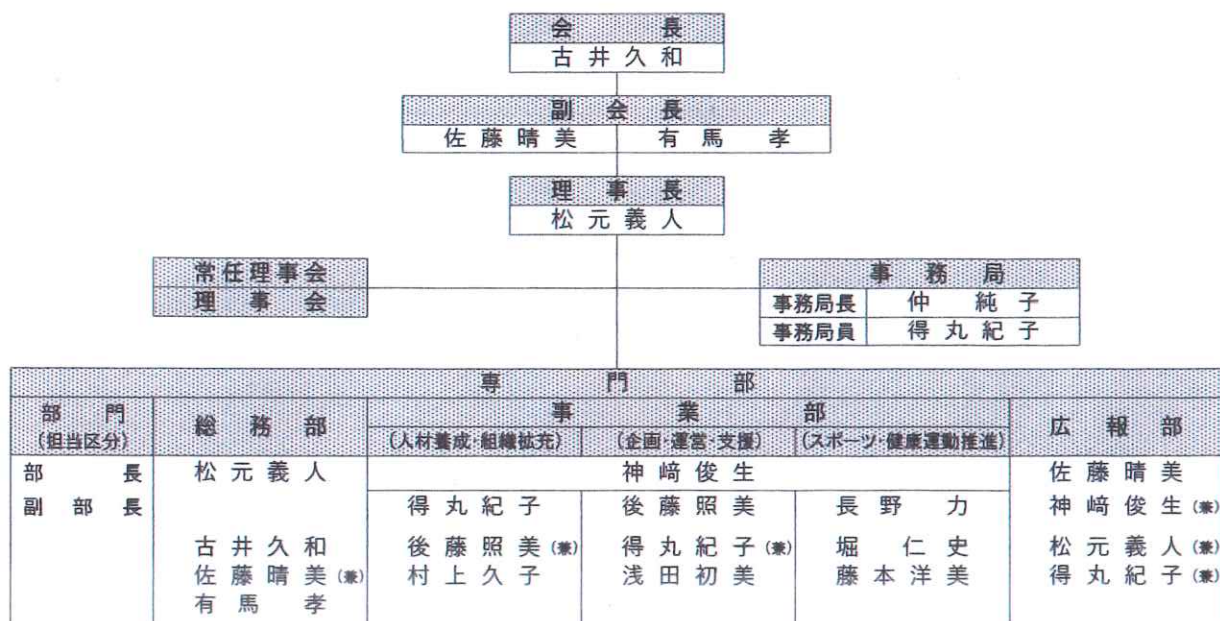 会長
古井久和
副会長
佐藤晴美 有馬孝
理事長
松元義人
常任理事会
理事会
事務局
事務局長 仲純子
事務局員 得丸紀子
専門部
部門 総務部 事業部 広報部
(担当区分) (人材養成・組織拡充) (企画・運営・支援) (スポーツ・健康運動推進)
部長 松元義人 神﨑俊生 佐藤晴美
副部長 得丸紀子 後藤照美 長野力 神﨑俊生(兼)
古井久和 後藤照美(兼) 得丸紀子(兼) 堀仁史 松元義人(兼)
佐藤晴美(兼) 村上久子 浅田初美 藤本洋美 得丸紀子(兼)
有馬孝